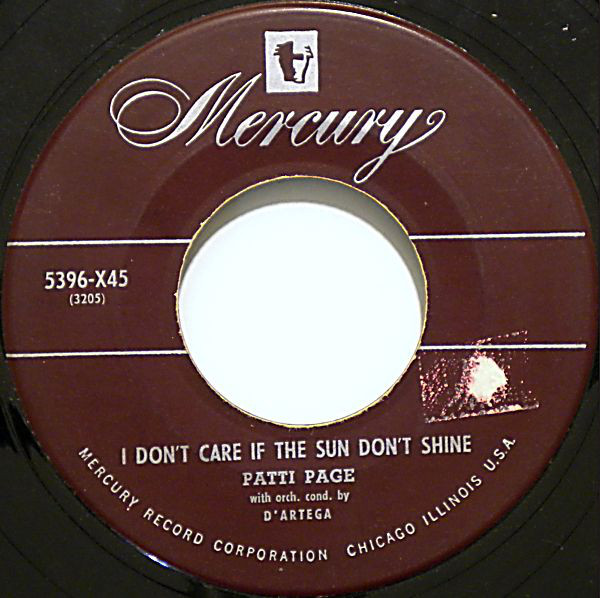 Mercury
5396-X45
(3205)
I DON'T CARE IF THE SUN DON'T SHINE
PATTI PAGE
with orch. cond. by
D'ARTEGA
MERCURY RECORD CORPORATION CHICAGO ILLINOIS U.S.A.